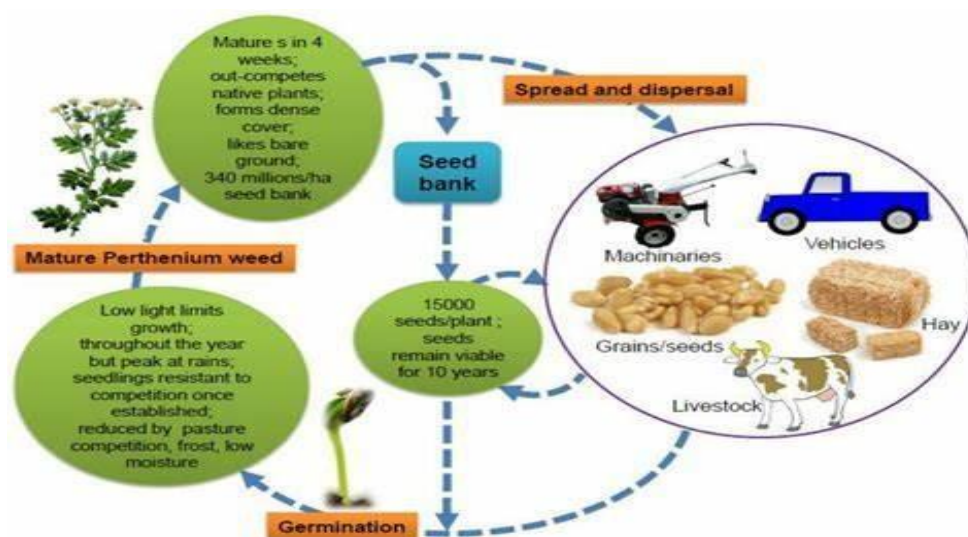 Mature s in 4
weeks;
out-competes
native plants;
forms dense
cover;
likes bare
ground;
340 millions/ha
seed bank
Spread and dispersal
Seed
bank
Machinaries
Vehicles
Mature Perthenium weed
Grains/seeds
Hay
Livestock
15000
seeds/plant ;
seeds
remain viable
for 10 years
Low light limits
growth;
throughout the year
but peak at rains;
seedlings resistant to
competition once
established;
reduced by pasture
competition, frost, low
moisture
Germination